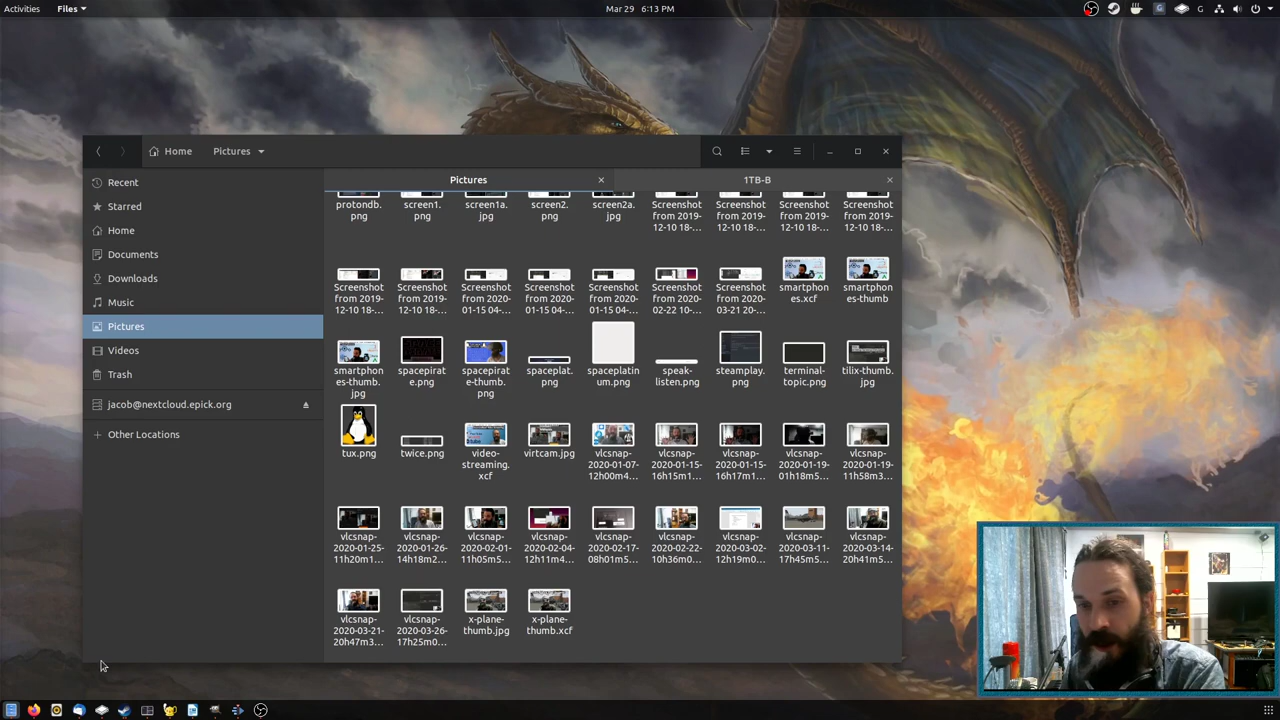 Activities
Files
Mar 29 6:13 PM
Home
Pictures
Pictures
1TB-B
Recent
Starred
Home
Documents
Downloads
Music
Pictures
Videos
Trash
jacob@nextcloud.epick.org
Other Locations
protondb.
png
screen1.
png
screen1a.
jpg
screen2.
png
screen2a.
jpg
Screenshot
from 2019-
12-10 18-...
Screenshot
from 2019-
12-10 18-...
Screenshot
from 2019-
12-10 18-...
Screenshot
from 2019-
12-10 18-...
Screenshot
from 2019-
12-10 18-...
Screenshot
from 2019-
12-10 18-...
Screenshot
from 2020-
01-15 04-...
Screenshot
from 2020-
01-15 04-...
Screenshot
from 2020-
01-15 04-...
Screenshot
from 2020-
02-22 10-...
Screenshot
from 2020-
03-21 20-...
smartphon
es.xcf
smartphon
es-thumb
smartphon
es-thumb.
jpg
spacepirat
e.png
spacepirat
e-thumb.
png
spaceplat.
png
spaceplatin
um.png
speak-
listen.png
steamplay.
png
terminal-
topic.png
tilix-thumb.
jpg
tux.png
twice.png
video-
streaming.
xcf
virtcam.jpg
vlcsnap-
2020-01-07-
12h00m4...
vlcsnap-
2020-01-15-
16h15m1...
vlcsnap-
2020-01-15-
16h17m1...
vlcsnap-
2020-01-19-
01h18m5...
vlcsnap-
2020-01-19-
11h58m3...
vlcsnap-
2020-01-25-
11h20m1...
vlcsnap-
2020-01-26-
14h18m2...
vlcsnap-
2020-02-01-
11h05m5...
vlcsnap-
2020-02-04-
12h11m4...
vlcsnap-
2020-02-17-
08h01m5...
vlcsnap-
2020-02-22-
10h36m0...
vlcsnap-
2020-03-02-
12h19m0...
vlcsnap-
2020-03-11-
17h45m5...
vlcsnap-
2020-03-14-
20h41m5...
vlcsnap-
2020-03-21-
20h47m3...
vlcsnap-
2020-03-26-
17h25m0...
x-plane-
thumb.jpg
x-plane-
thumb.xcf